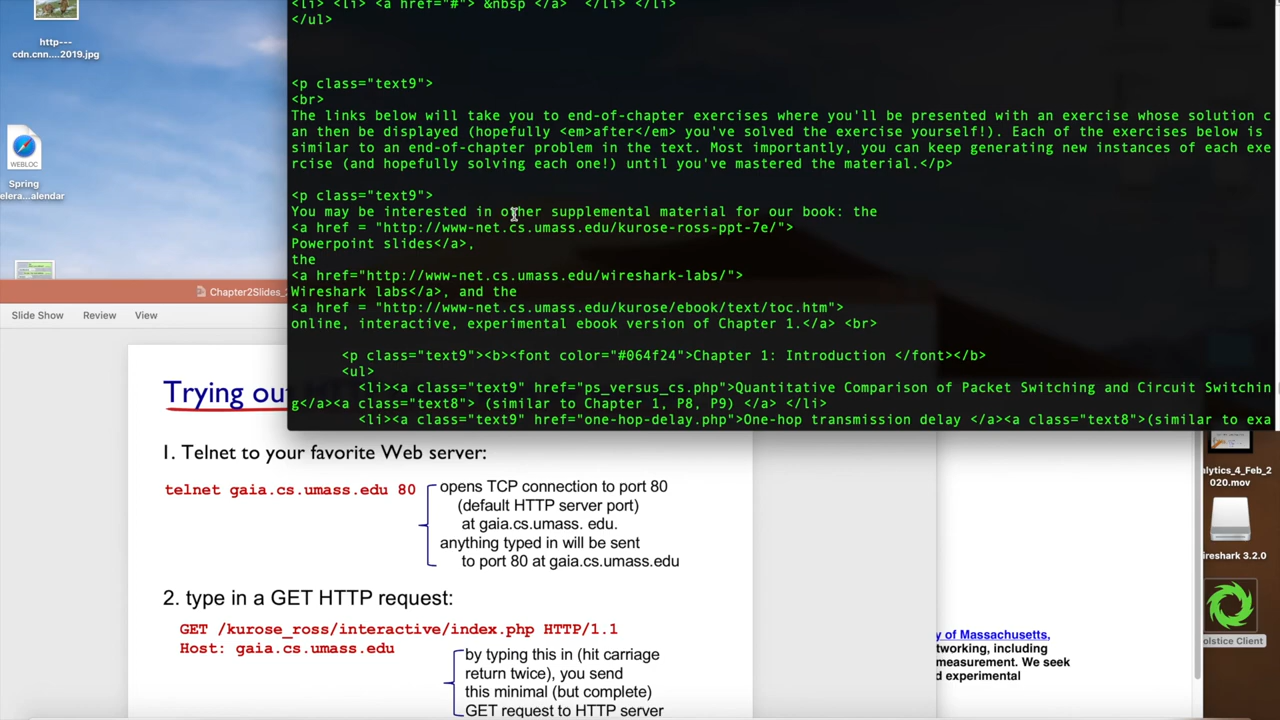 http---
cdn.cnn....2019.jpg
WEBLOC
Spring
elera...alendar
<li> <li> <a href="#"> &nbsp </a>  </li> </li>
</ul>
<p class="text9">
<br>
The links below will take you to end-of-chapter exercises where you'll be presented with an exercise whose solution c
an then be displayed (hopefully <em>after</em> you've solved the exercise yourself!). Each of the exercises below is
similar to an end-of-chapter problem in the text. Most importantly, you can keep generating new instances of each exe
rcise (and hopefully solving each one!) until you've mastered the material.</p>
<p class="text9">
You may be interested in other supplemental material for our book: the
<a href = "http://www-net.cs.umass.edu/kurose-ross-ppt-7e/">
Powerpoint slides</a>,
the
<a href="http://www-net.cs.umass.edu/wireshark-labs/">
Wireshark labs</a>, and the
<a href = "http://www-net.cs.umass.edu/kurose/ebook/text/toc.htm">
online, interactive, experimental ebook version of Chapter 1.</a> <br>
<p class="text9"><b><font color="#064f24">Chapter 1: Introduction </font></b>
<ul>
<li><a class="text9" href="ps_versus_cs.php">Quantitative Comparison of Packet Switching and Circuit Switchin
g</a><a class="text8"> (similar to Chapter 1, P8, P9) </a> </li>
<li><a class="text9" href="one-hop-delay.php">One-hop transmission delay </a><a class="text8">(similar to exa
Chapter2Slides_
Slide Show Review View
Trying ou
1. Telnet to your favorite Web server:
telnet gaia.cs.umass.edu 80
opens TCP connection to port 80
(default HTTP server port)
at gaia.cs.umass. edu.
anything typed in will be sent
to port 80 at gaia.cs.umass.edu
2. type in a GET HTTP request:
GET /kurose_ross/interactive/index.php HTTP/1.1
Host: gaia.cs.umass.edu
by typing this in (hit carriage
return twice), you send
this minimal (but complete)
GET request to HTTP server
y of Massachusetts,
tworking, including
measurement. We seek
d experimental
alytics_4_Feb_2
020.mov
ireshark 3.2.0
olstice Client